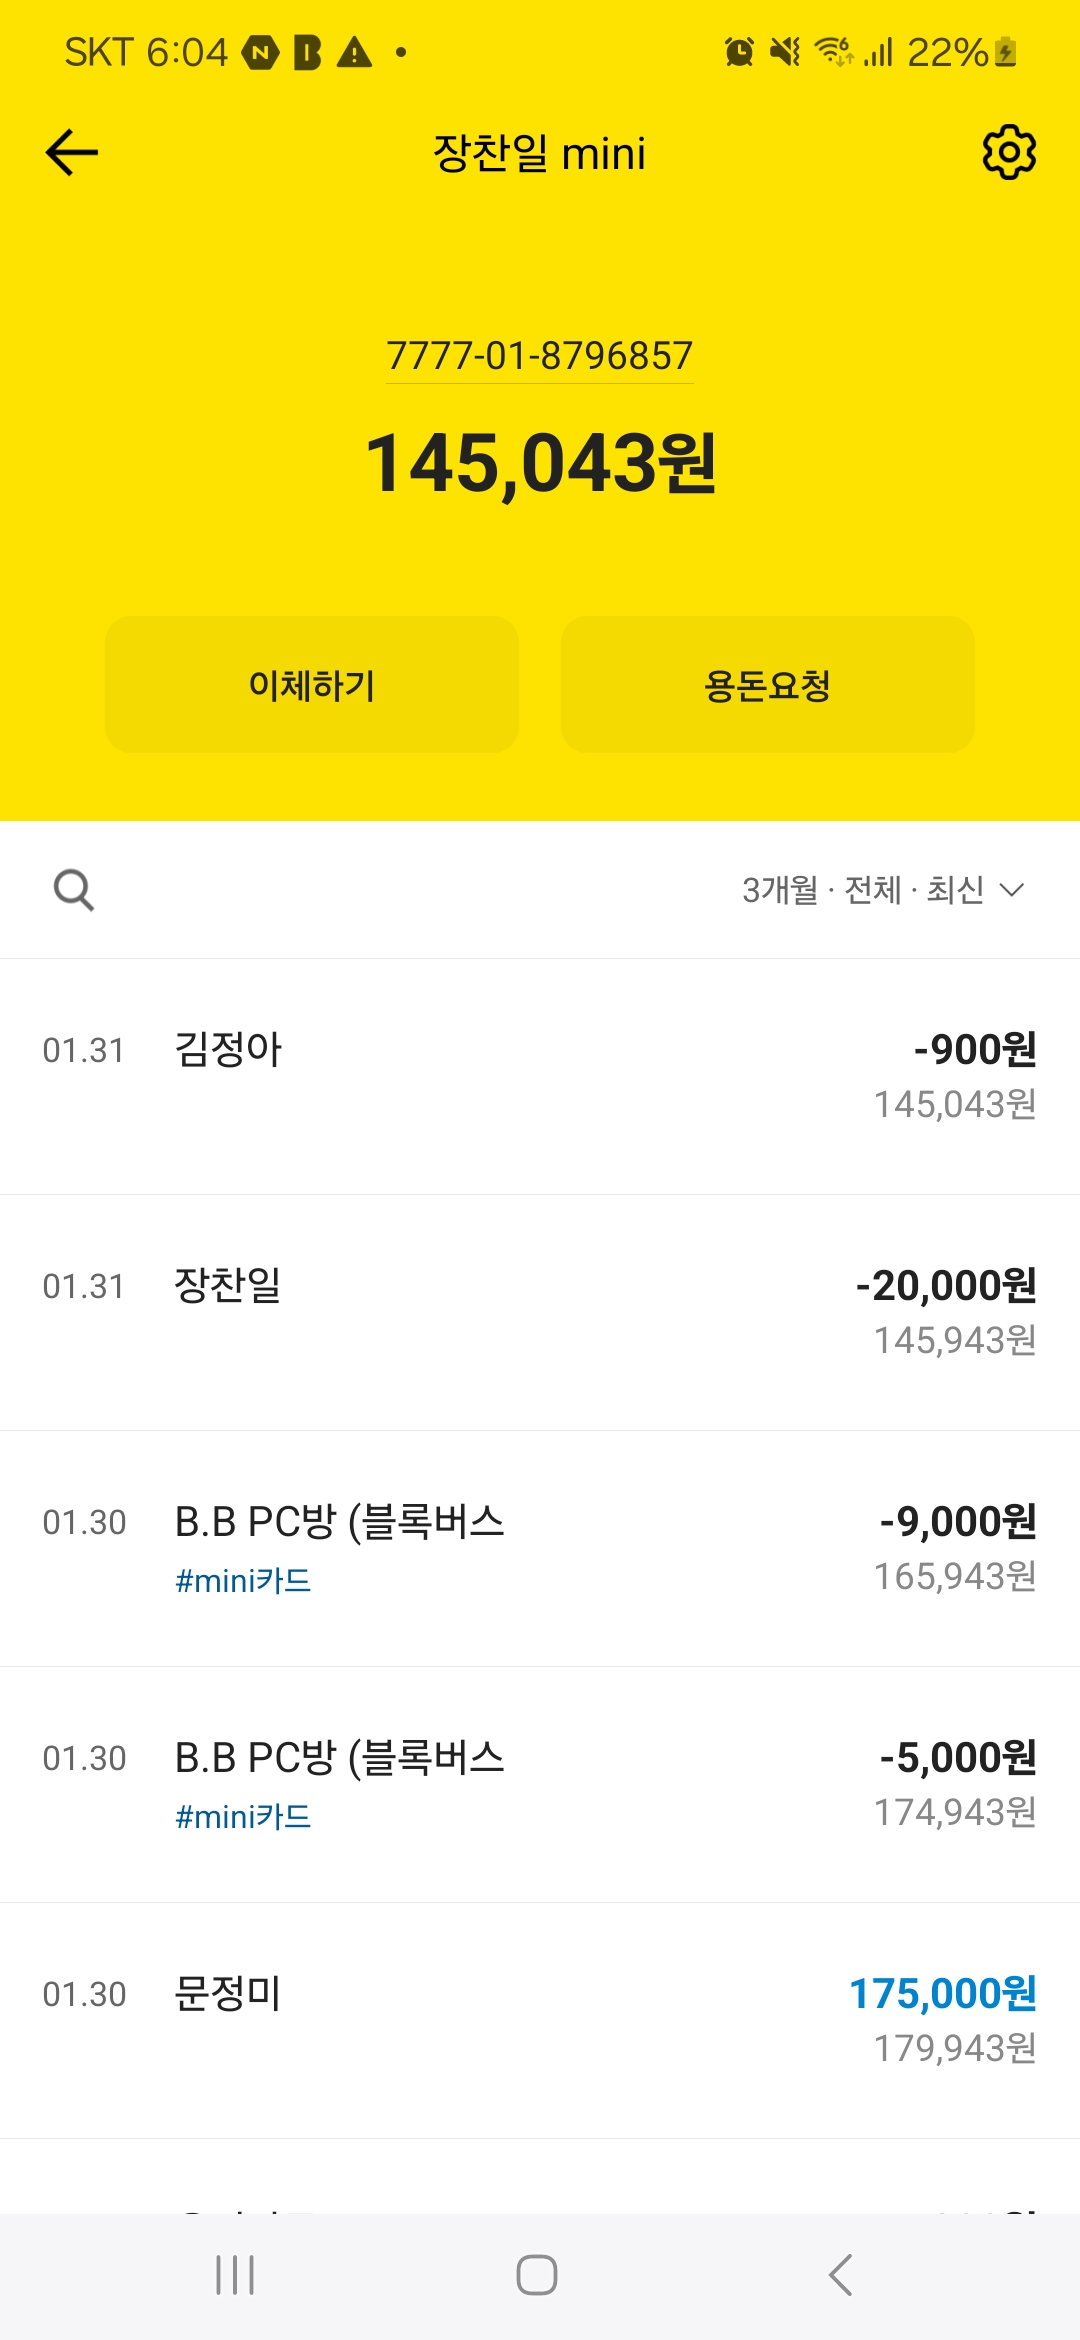 SKT 6:04
22%
장찬일 mini
7777-01-8796857
145,043원
이체하기
용돈요청
3개월 · 전체 · 최신
01.31 김정아 -900원
145,043원
01.31 장찬일 -20,000원
145,943원
01.30 B.B PC방 (블록버스 -9,000원
#mini카드 165,943원
01.30 B.B PC방 (블록버스 -5,000원
#mini카드 174,943원
01.30 문정미 175,000원
179,943원